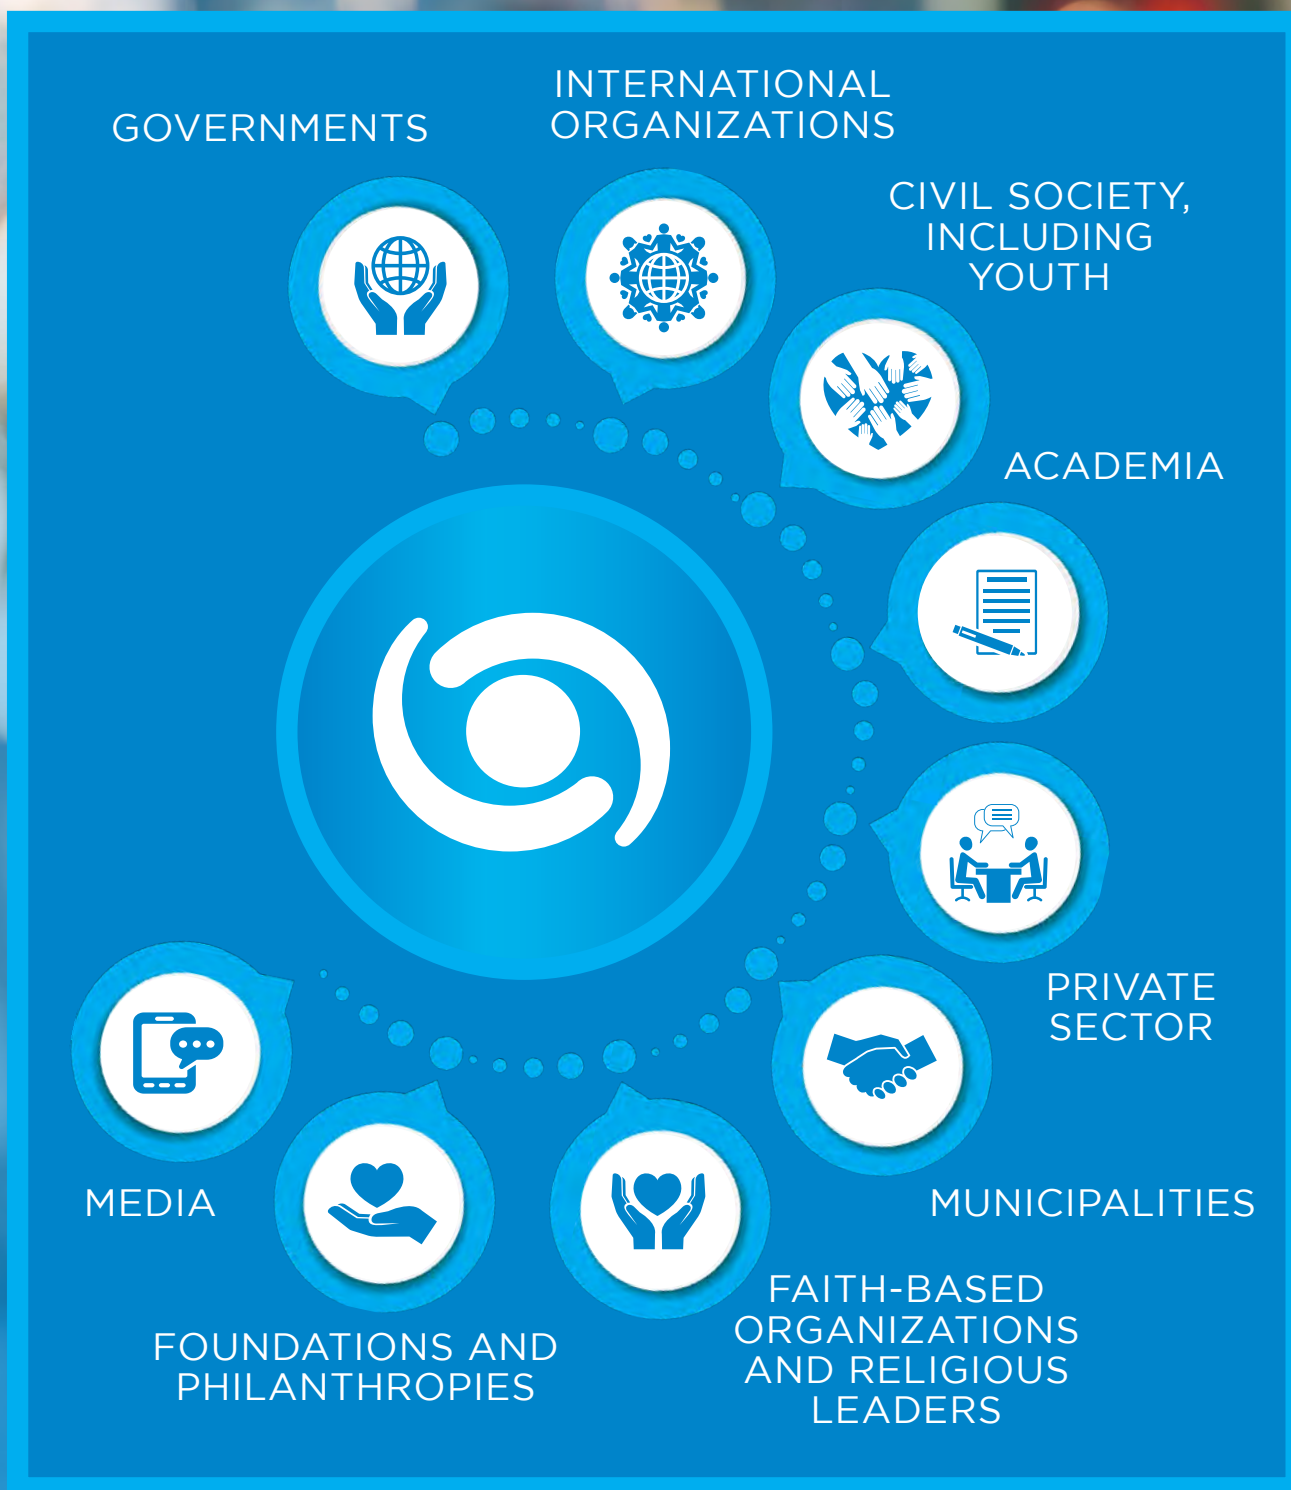 GOVERNMENTS
INTERNATIONAL
ORGANIZATIONS
CIVIL SOCIETY,
INCLUDING
YOUTH
ACADEMIA
PRIVATE
SECTOR
MUNICIPALITIES
FAITH-BASED
ORGANIZATIONS
AND RELIGIOUS
LEADERS
FOUNDATIONS AND
PHILANTHROPIES
MEDIA